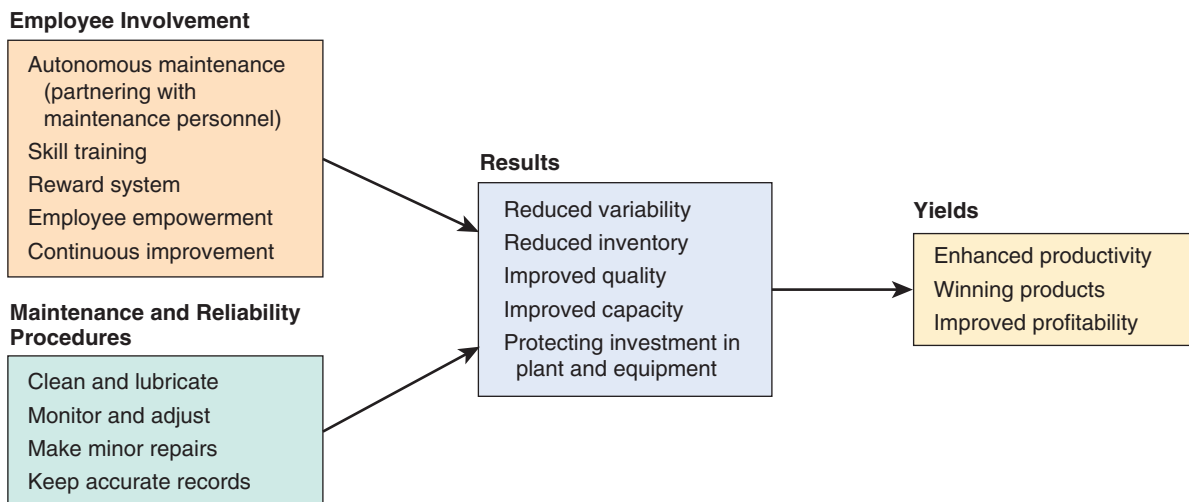 Employee Involvement
Autonomous maintenance
(partnering with
maintenance personnel)
Skill training
Reward system
Employee empowerment
Continuous improvement
Maintenance and Reliability
Procedures
Clean and lubricate
Monitor and adjust
Make minor repairs
Keep accurate records
Results
Reduced variability
Reduced inventory
Improved quality
Improved capacity
Protecting investment in
plant and equipment
Yields
Enhanced productivity
Winning products
Improved profitability